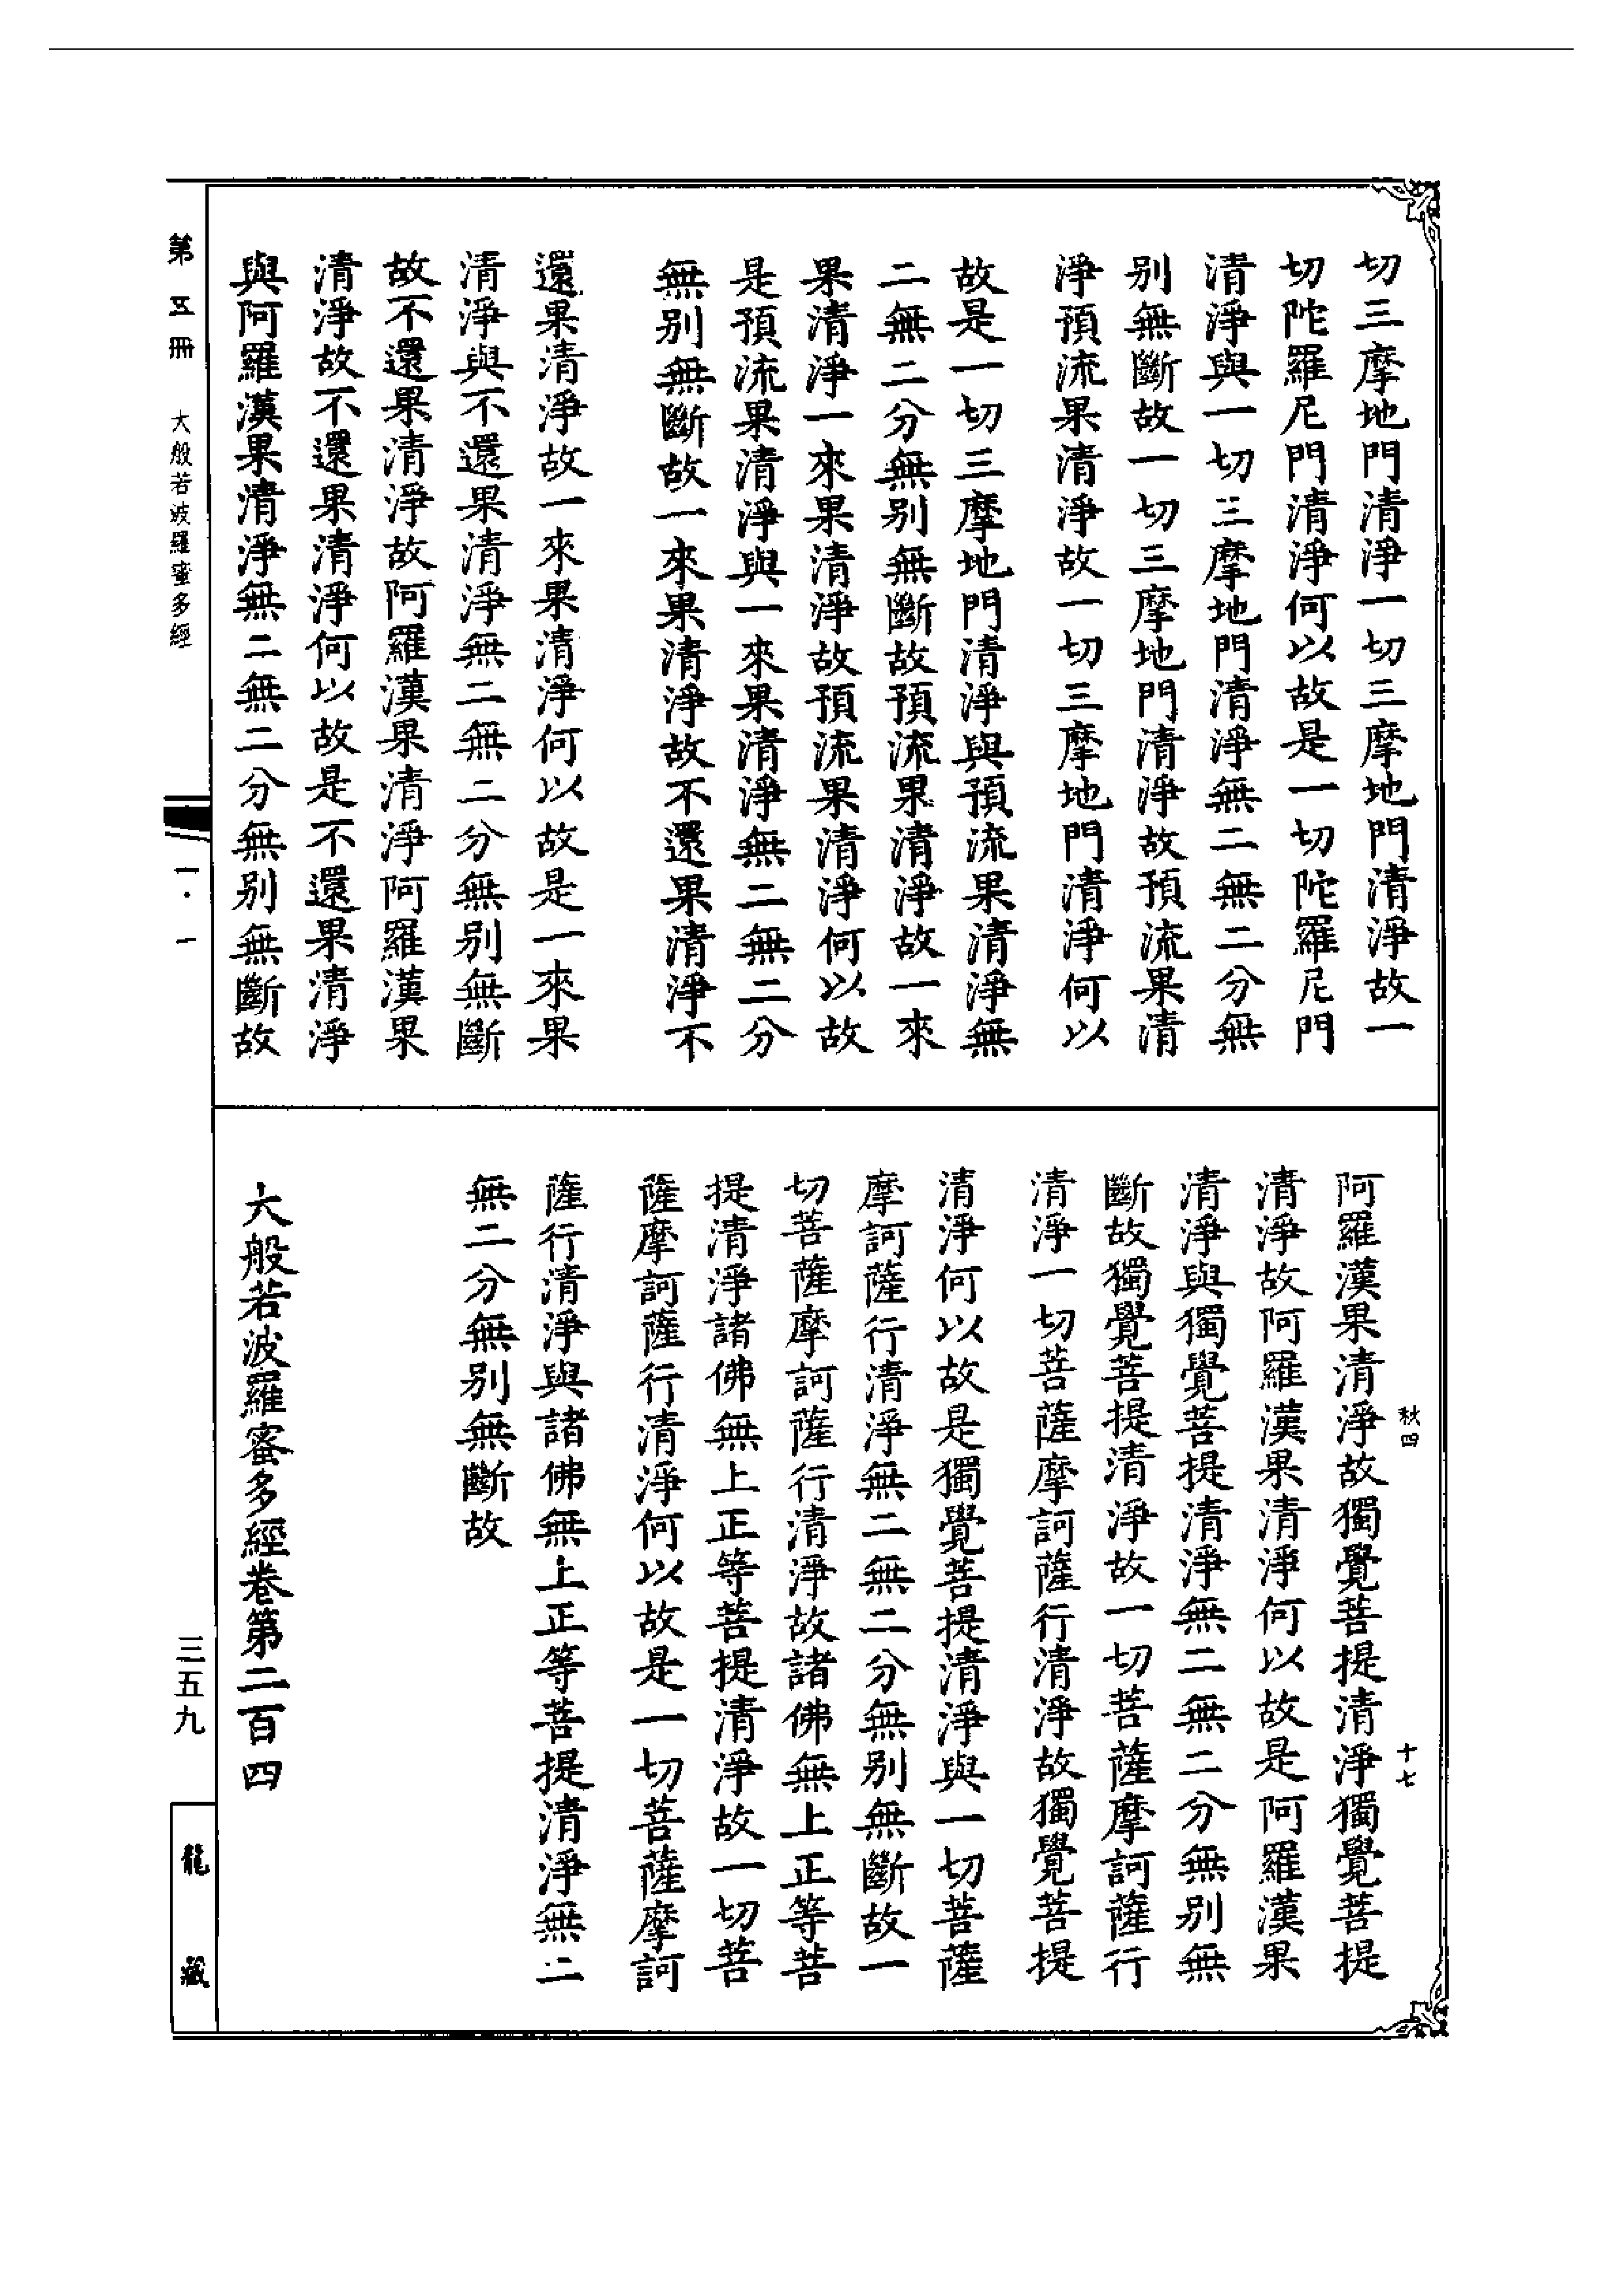 切三摩地門清淨一切三摩地門清淨故一
切陀羅尼門清淨何以故是一切陀羅尼門
清淨與一切三摩地門清淨無二無二分無
别無斷故一切三摩地門清淨故預流果清
淨預流果清淨故一切三摩地門清淨何以
故是一切三摩地門清淨與預流果清淨無
二無二分無别無斷故預流果清淨故一來
果清淨一來果清淨故預流果清淨何以故
是預流果清淨與一來果清淨無二無二分
無别無斷故一來果清淨故不還果清淨不
還果清淨故一來果清淨何以故是一來果
清淨與不還果清淨無二無二分無别無斷
故不還果清淨故阿羅漢果清淨阿羅漢果
清淨故不還果清淨何以故是不還果清淨
與阿羅漢果清淨無二無二分無别無斷故
阿羅漢果清淨故獨覺菩提清淨獨覺菩提
清淨故阿羅漢果清淨何以故是阿羅漢果
清淨與獨覺菩提清淨無二無二分無别無
斷故獨覺菩提清淨故一切菩薩摩訶薩行
清淨一切菩薩摩訶薩行清淨故獨覺菩提
清淨何以故是獨覺菩提清淨與一切菩薩
摩訶薩行清淨無二無二分無别無斷故一
切菩薩摩訶薩行清淨故諸佛無上正等菩
提清淨諸佛無上正等菩提清淨故一切菩
薩摩訶薩行清淨何以故是一切菩薩摩訶
薩行清淨與諸佛無上正等菩提清淨無二
無二分無别無斷故
大般若波羅蜜多經卷第二百四
秋四
十七
第五冊 大般若波羅蜜多經
三五九
龍藏